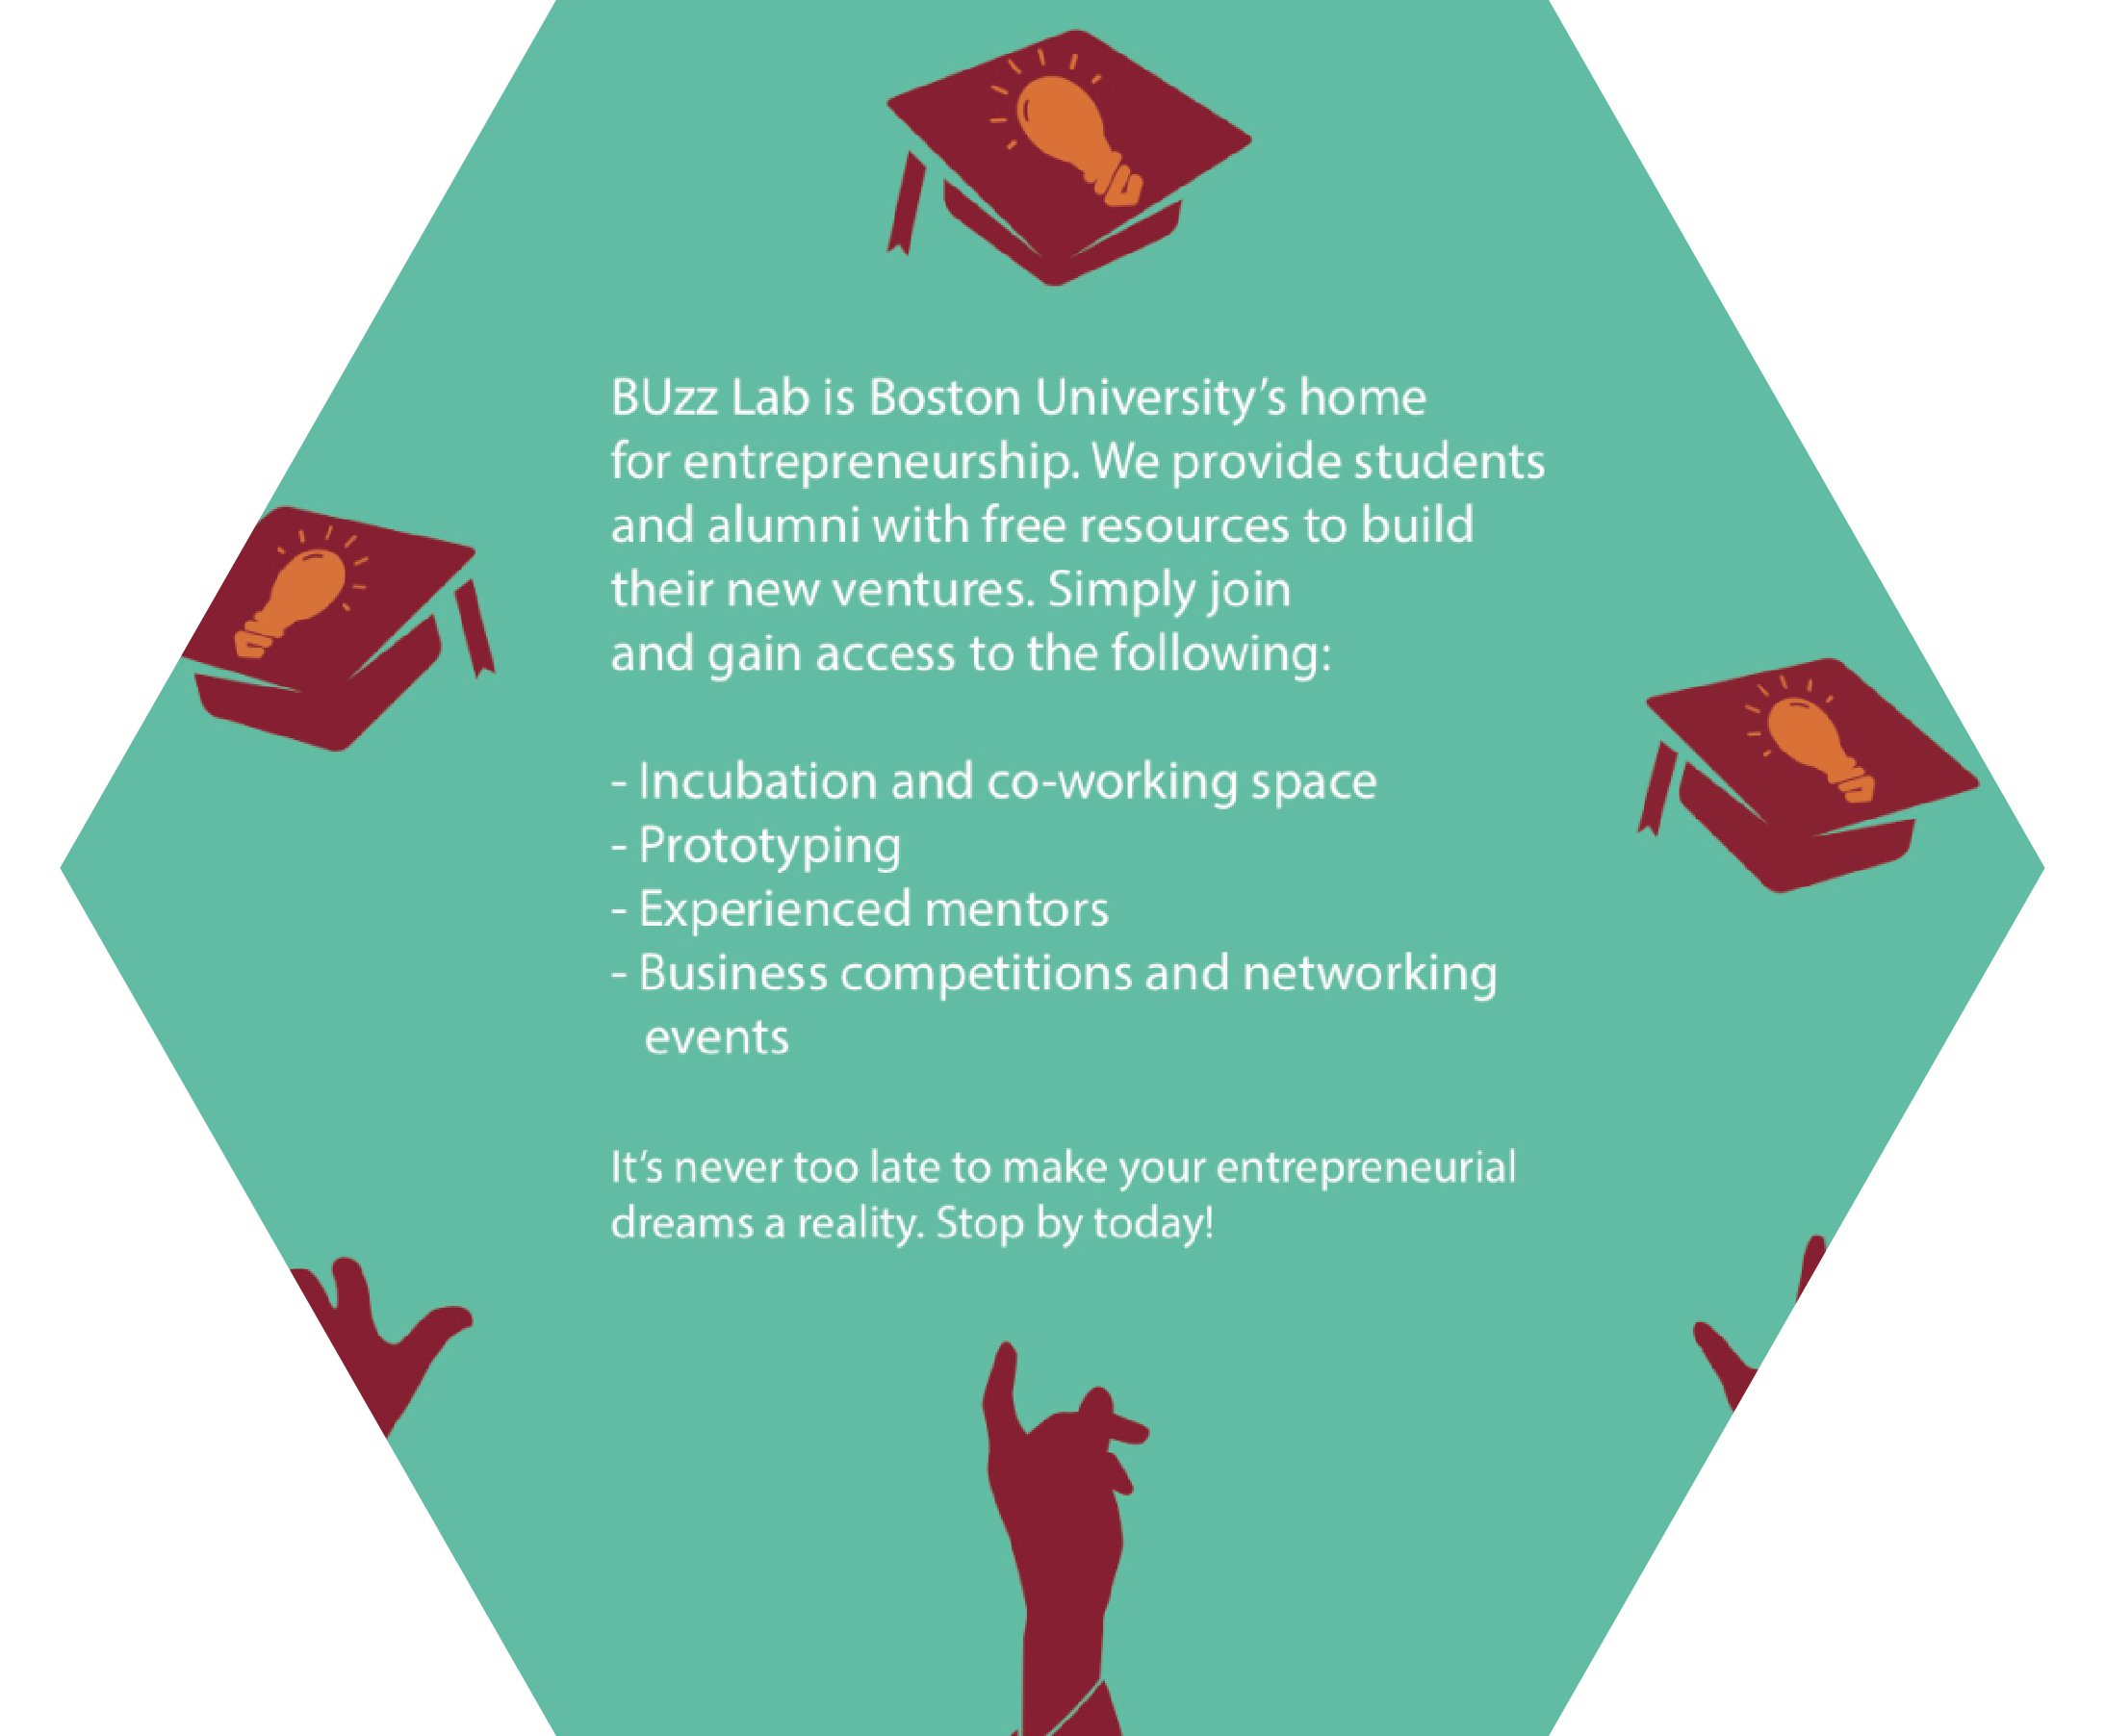 BUzz Lab is Boston University’s home
for entrepreneurship. We provide students
and alumni with free resources to build
their new ventures. Simply join
and gain access to the following:
- Incubation and co-working space
- Prototyping
- Experienced mentors
- Business competitions and networking
events
It’s never too late to make your entrepreneurial
dreams a reality. Stop by today!